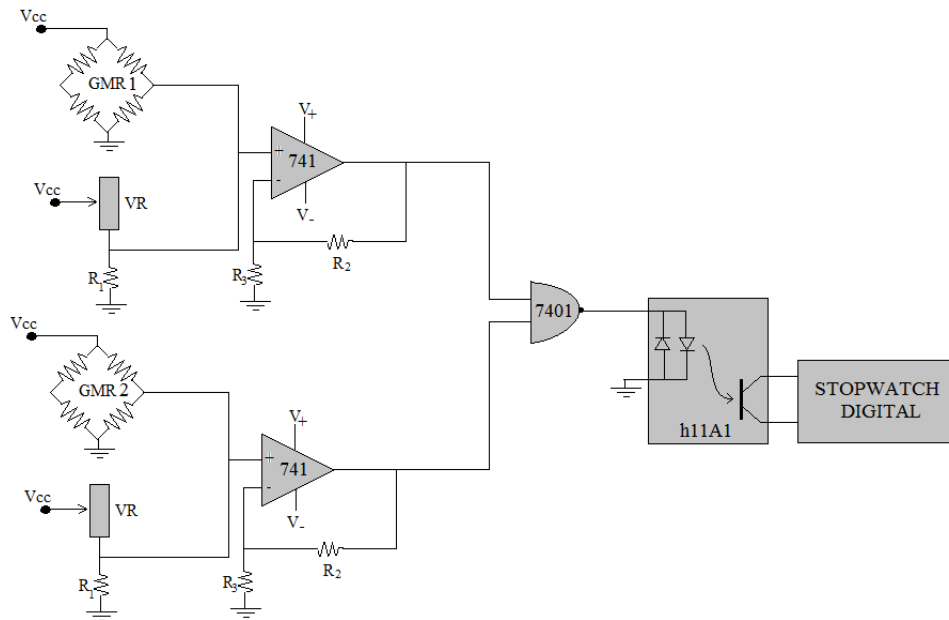 Vcc
GMR 1
Vcc
VR
R1
V+
+
741
-
V-
R2
R3
7401
Vcc
GMR 2
Vcc
VR
R1
V+
+
741
-
V-
R2
R3
h11A1
STOPWATCH
DIGITAL